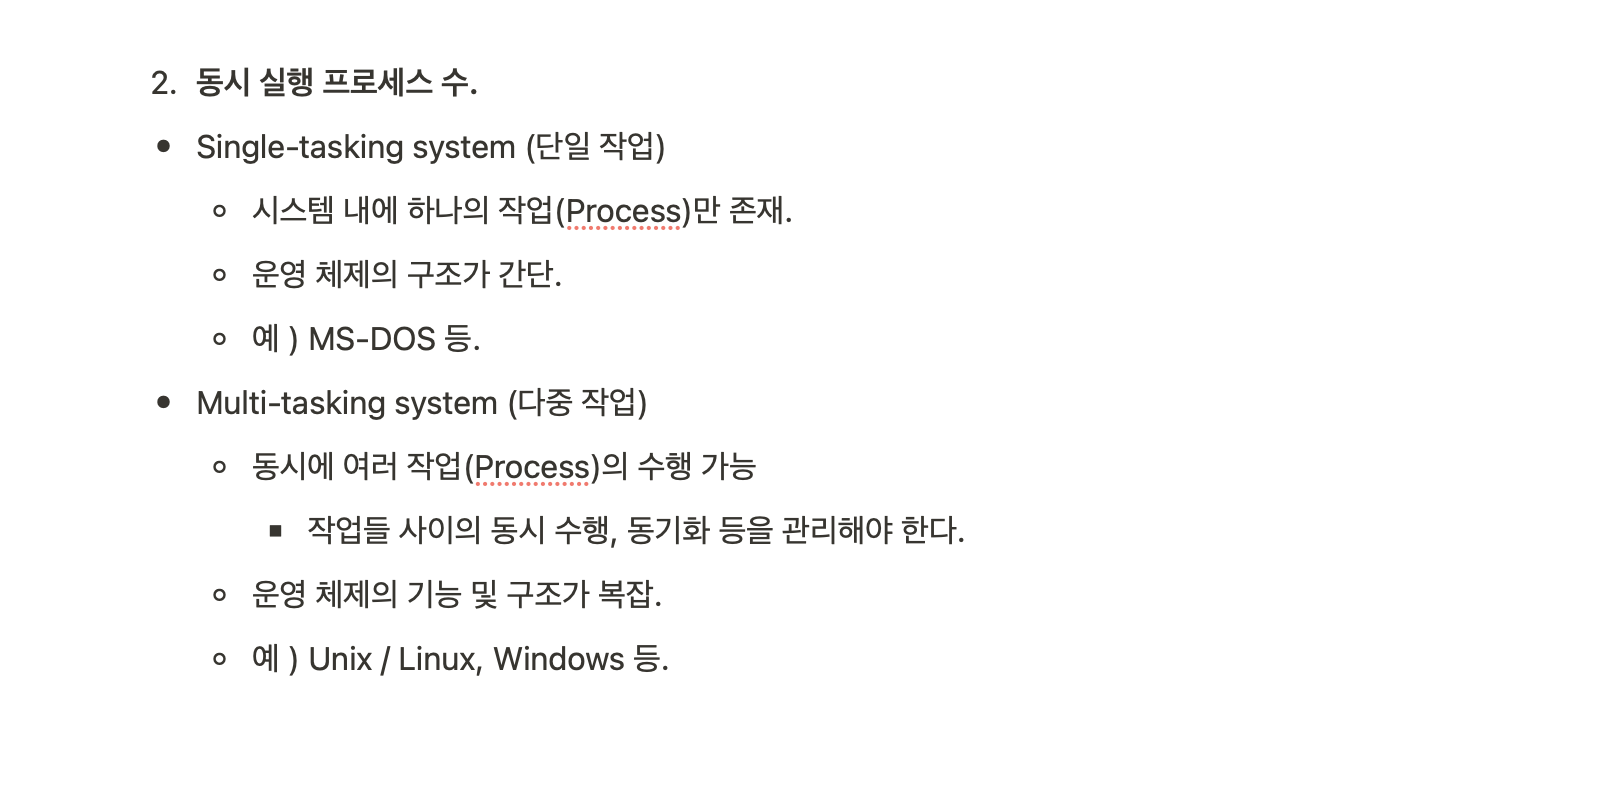 2. 동시 실행 프로세스 수.
• Single-tasking system (단일 작업)
◦ 시스템 내에 하나의 작업(Process)만 존재.
◦ 운영 체제의 구조가 간단.
◦ 예 ) MS-DOS 등.
• Multi-tasking system (다중 작업)
◦ 동시에 여러 작업(Process)의 수행 가능
▪ 작업들 사이의 동시 수행, 동기화 등을 관리해야 한다.
◦ 운영 체제의 기능 및 구조가 복잡.
◦ 예 ) Unix / Linux, Windows 등.